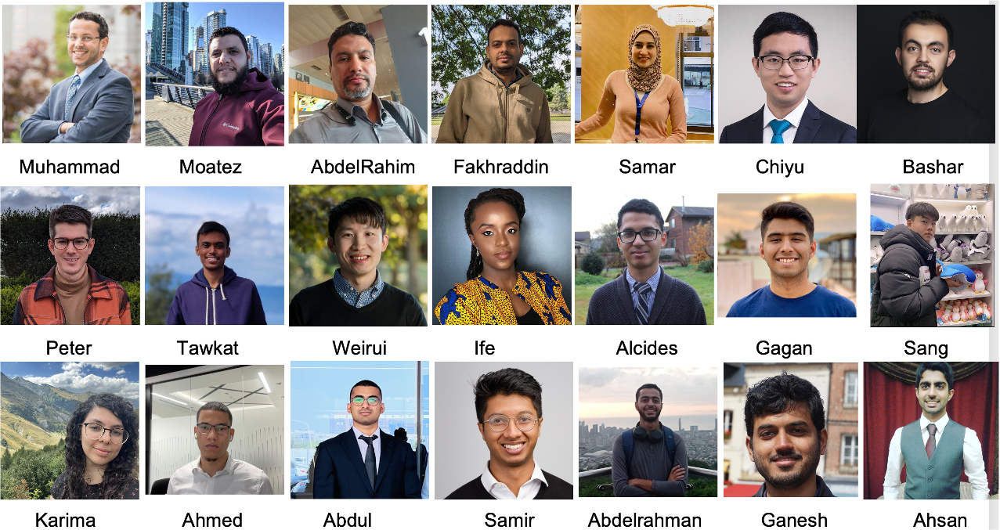 Muhammad Moatez AbdelRahim Fakhraddin Samar Chiyu Bashar
Peter Tawkat Weirui Ife Alcides Gagan Sang
Karima Ahmed Abdul Samir Abdelrahman Ganesh Ahsan